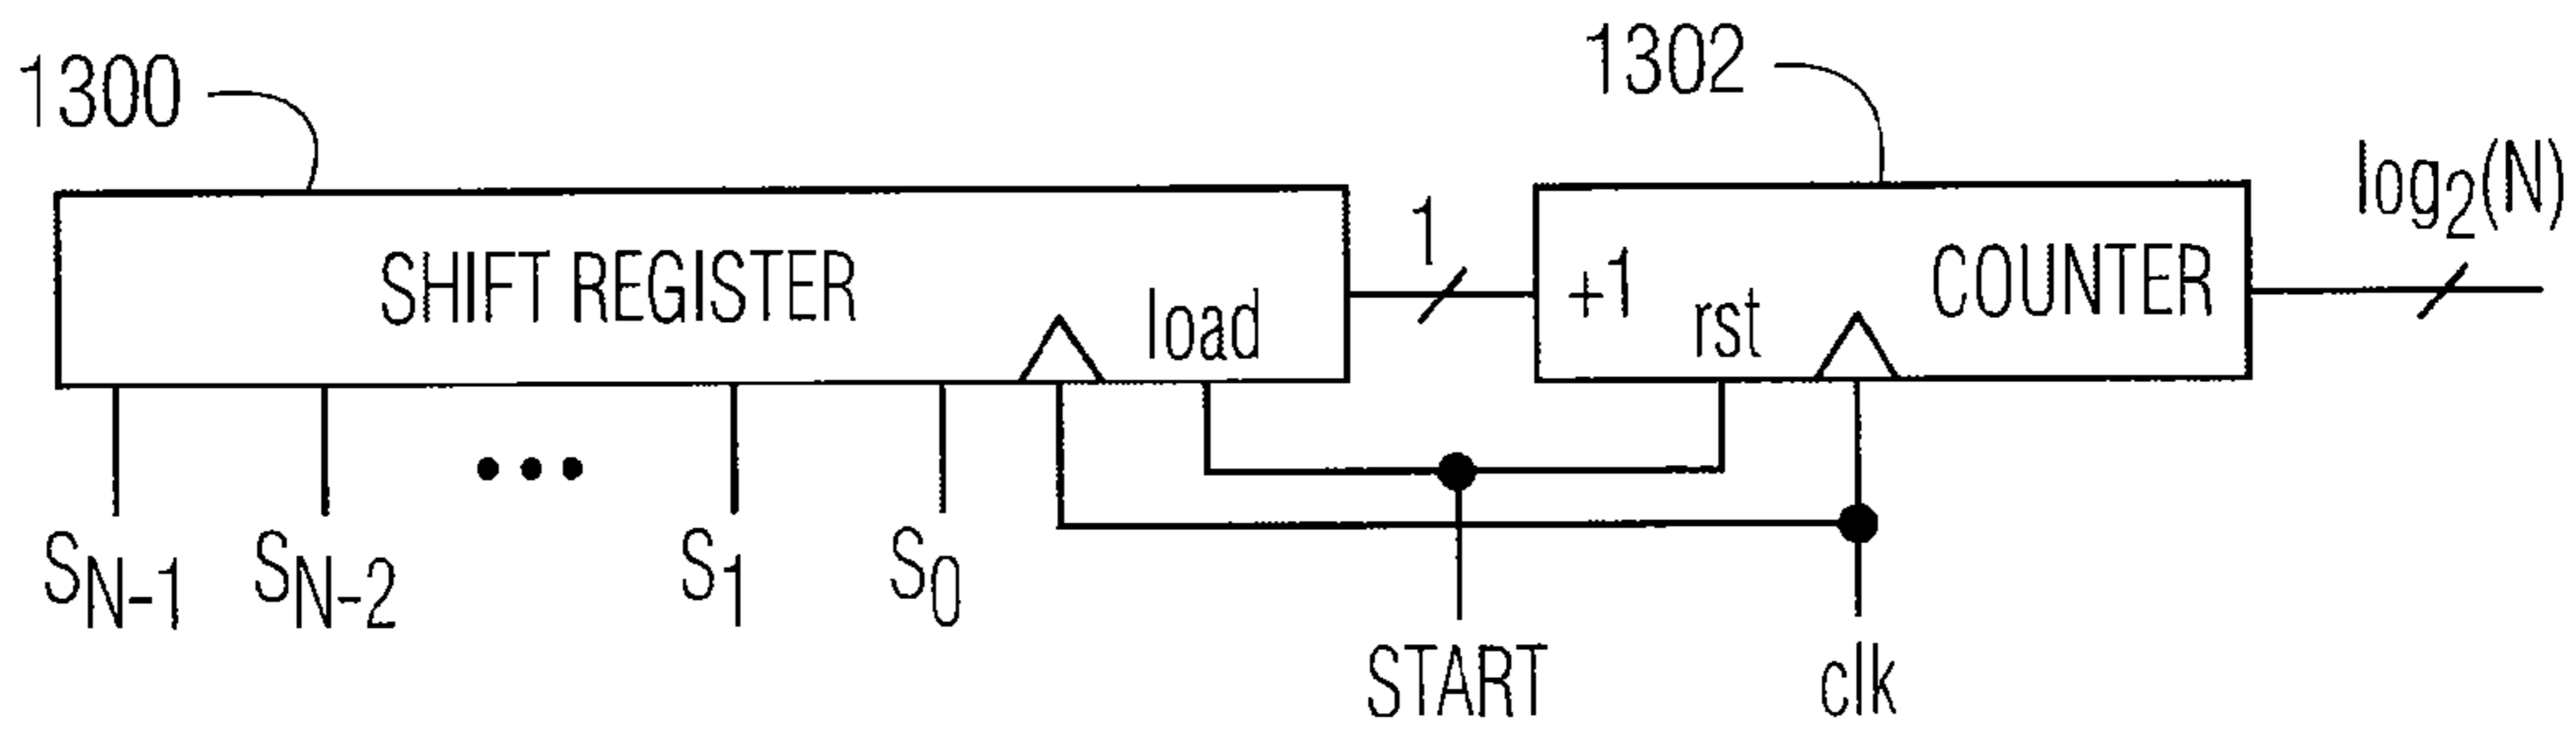 1300
1302
log2(N)
1
SHIFT REGISTER
load
+1
rst
COUNTER
SN-1
SN-2
S1
S0
START
clk